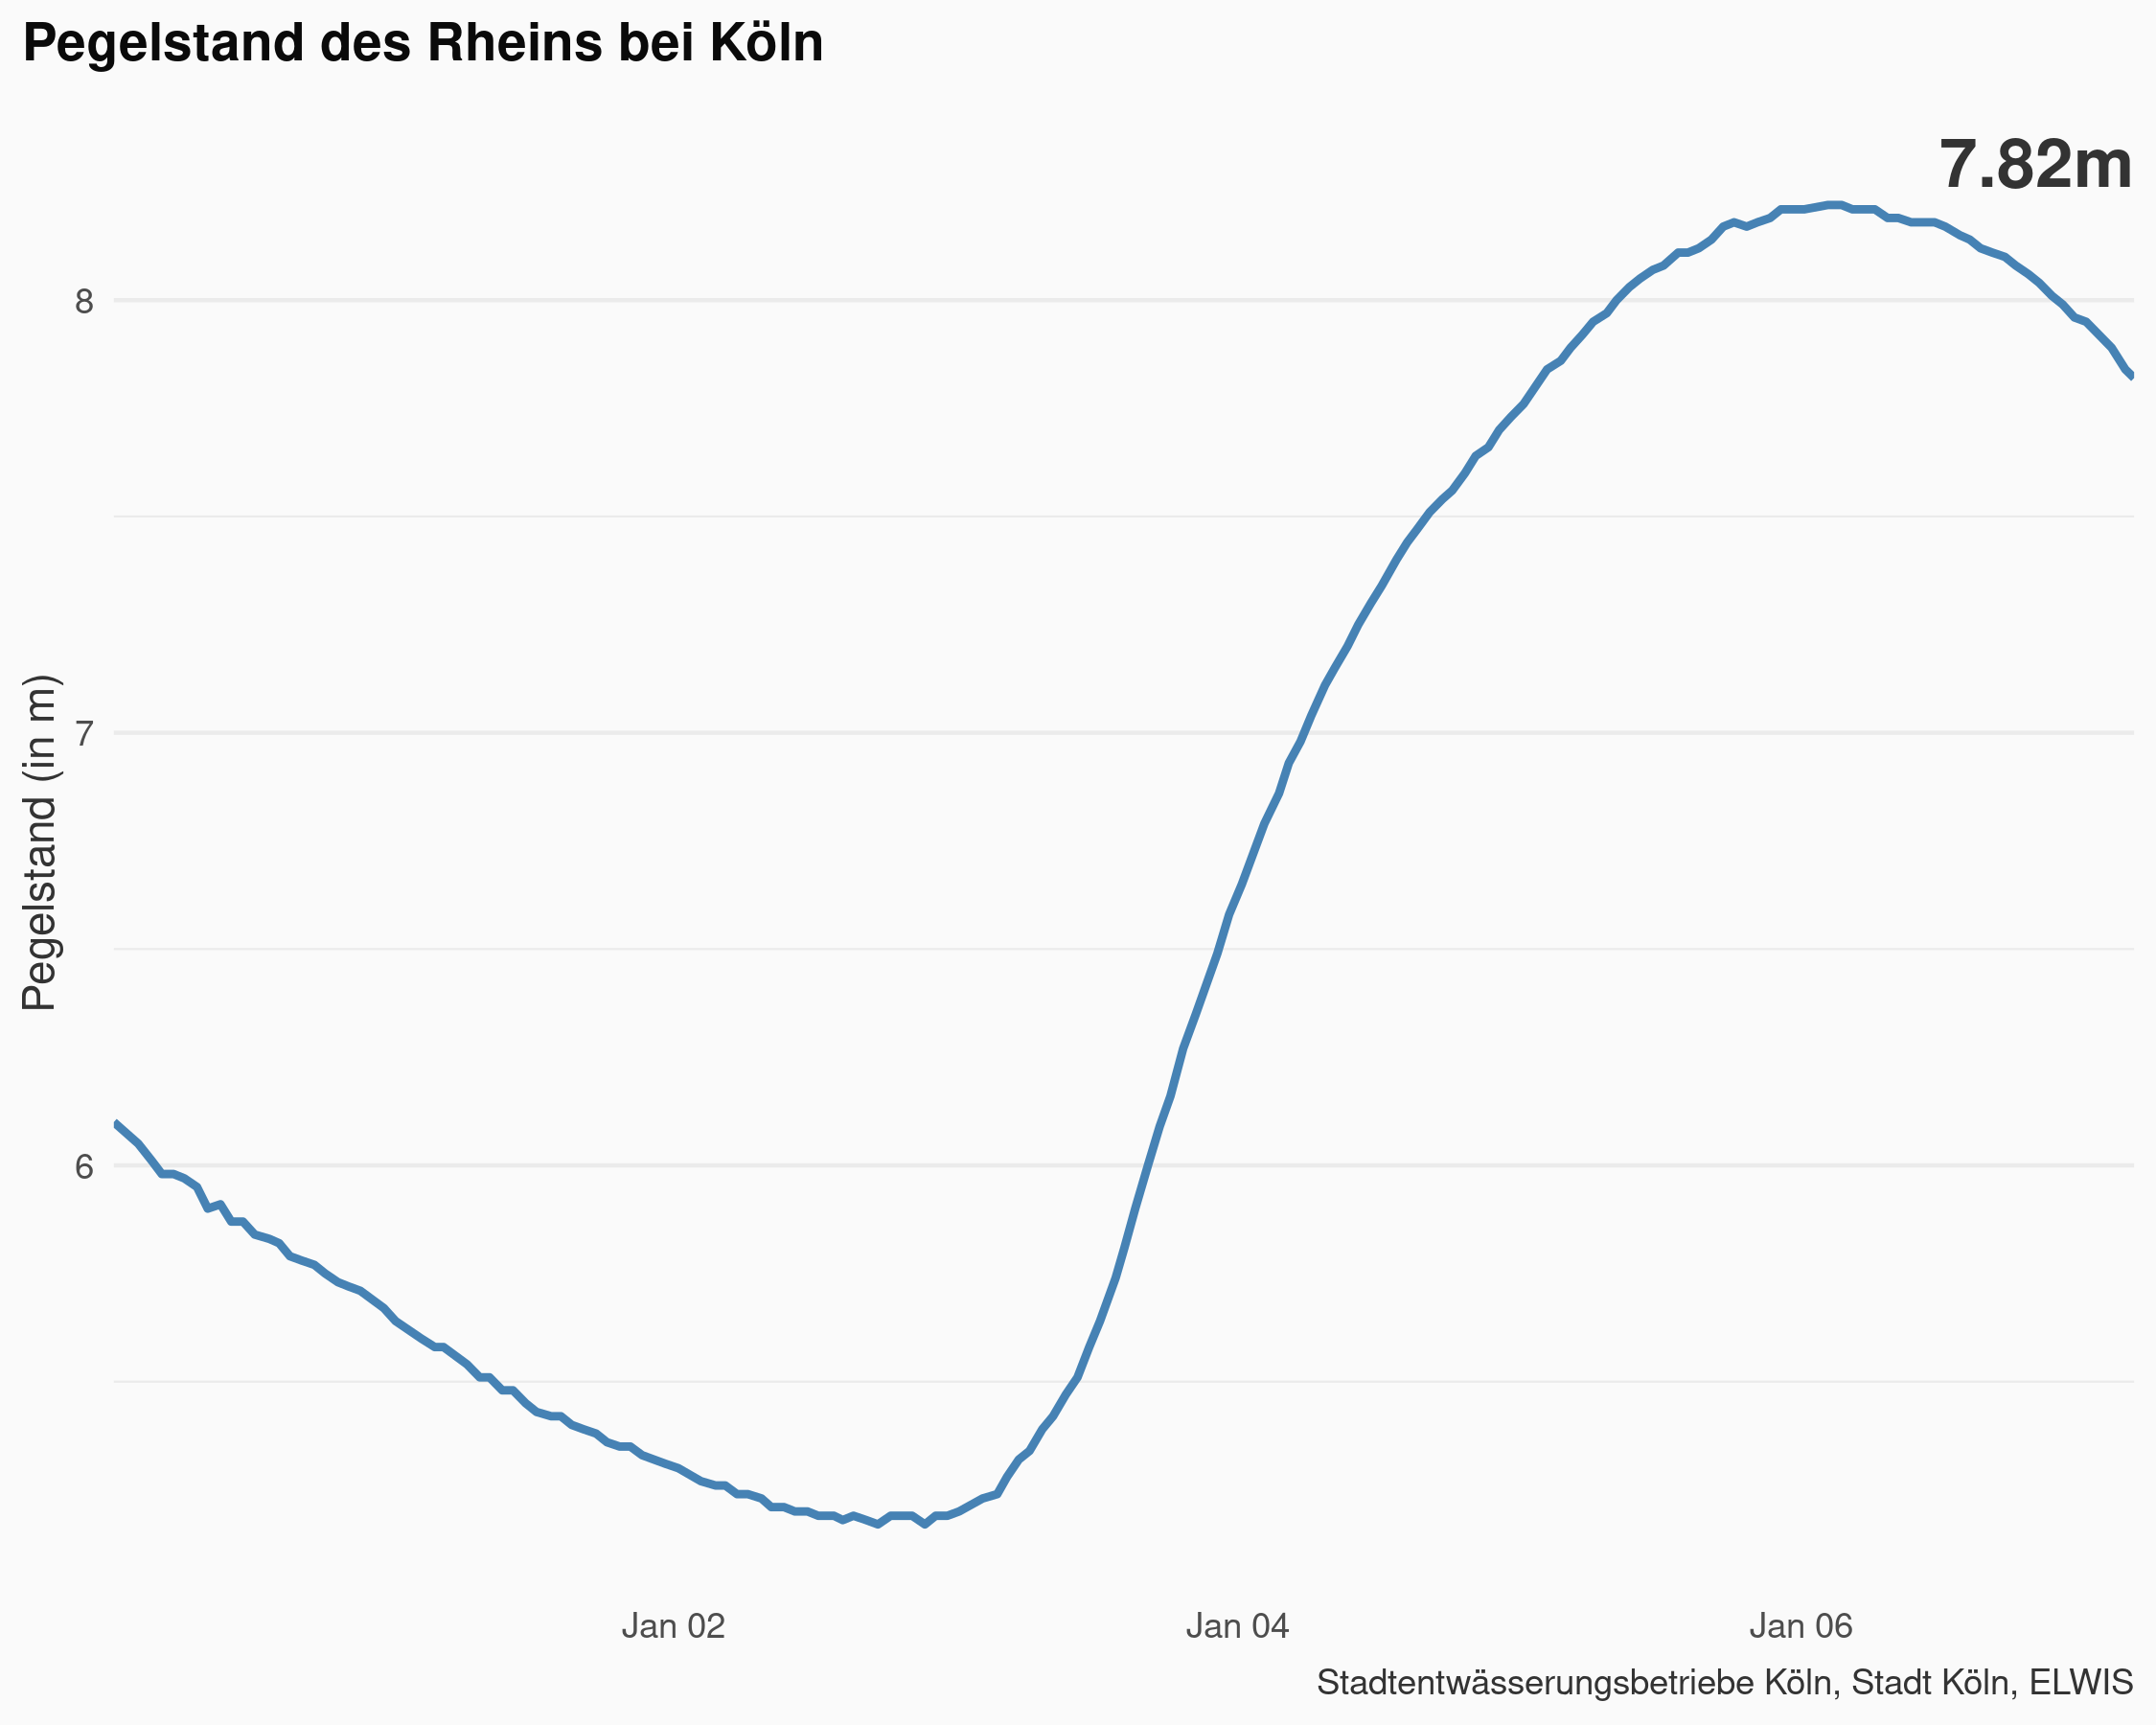 Pegelstand des Rheins bei Köln
7.82m
Pegelstand (in m)
8
7
6
Jan 02
Jan 04
Jan 06
Stadtentwässerungsbetriebe Köln, Stadt Köln, ELWIS